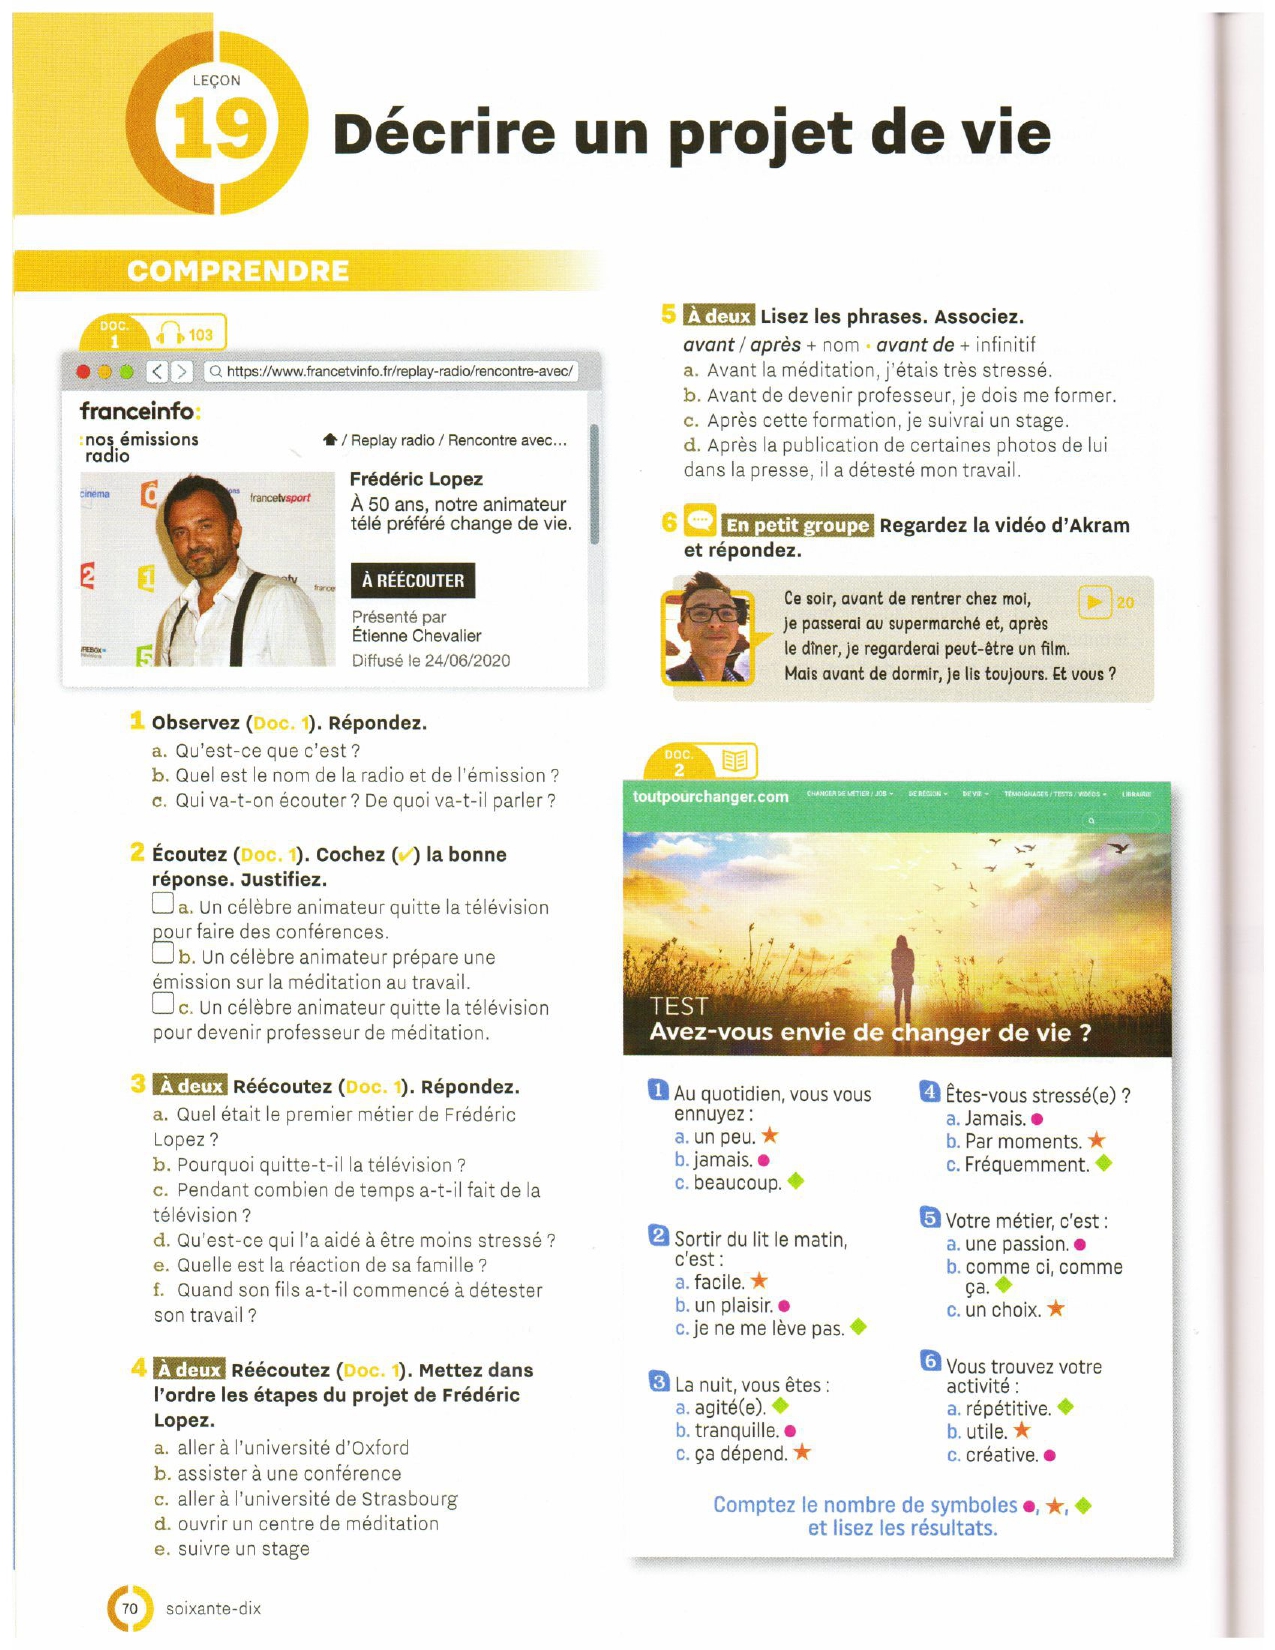 LEÇON
19
Décrire un projet de vie
COMPRENDRE
DOC.
1
103
https://www.francetvinfo.fr/replay-radio/rencontre-avec/
franceinfo:
:nos émissions
radio
/ Replay radio / Rencontre avec...
cinema
francetvsport
Frédéric Lopez
À 50 ans, notre animateur
télé préféré change de vie.
2
1
5
À RÉÉCOUTER
Présenté par
Étienne Chevalier
Diffusé le 24/06/2020
1 Observez (Doc. 1). Répondez.
a. Qu'est-ce que c'est ?
b. Quel est le nom de la radio et de l'émission ?
c. Qui va-t-on écouter ? De quoi va-t-il parler ?
2 Écoutez (Doc. 1). Cochez (✓) la bonne
réponse. Justifiez.
a. Un célèbre animateur quitte la télévision
pour faire des conférences.
b. Un célèbre animateur prépare une
émission sur la méditation au travail.
c. Un célèbre animateur quitte la télévision
pour devenir professeur de méditation.
3 À deux Réécoutez (Doc. 1). Répondez.
a. Quel était le premier métier de Frédéric
Lopez ?
b. Pourquoi quitte-t-il la télévision ?
c. Pendant combien de temps a-t-il fait de la
télévision ?
d. Qu'est-ce qui l'a aidé à être moins stressé ?
e. Quelle est la réaction de sa famille ?
f. Quand son fils a-t-il commencé à détester
son travail ?
4 À deux Réécoutez (Doc. 1). Mettez dans
l'ordre les étapes du projet de Frédéric
Lopez.
a. aller à l'université d'Oxford
b. assister à une conférence
c. aller à l'université de Strasbourg
d. ouvrir un centre de méditation
e. suivre un stage
5 À deux Lisez les phrases. Associez.
avant / après + nom • avant de + infinitif
a. Avant la méditation, j'étais très stressé.
b. Avant de devenir professeur, je dois me former.
c. Après cette formation, je suivrai un stage.
d. Après la publication de certaines photos de lui
dans la presse, il a détesté mon travail.
6 En petit groupe Regardez la vidéo d'Akram
et répondez.
Ce soir, avant de rentrer chez moi,
je passerai au supermarché et, après
le dîner, je regarderai peut-être un film.
Mais avant de dormir, je lis toujours. Et vous ?
20
DOC.
2
toutpourchanger.com
CHANGER DE MÉTIER / JOB
DE RÉGION
DE VIE
TÉMOIGNAGES / TESTS / VIDÉOS
LIBRAIRIE
TEST
Avez-vous envie de changer de vie ?
1 Au quotidien, vous vous
ennuyez :
a. un peu. ★
b. jamais. ●
c. beaucoup. ◆
2 Sortir du lit le matin,
c'est :
a. facile. ★
b. un plaisir. ●
c. je ne me lève pas. ◆
3 La nuit, vous êtes :
a. agité(e). ◆
b. tranquille. ●
c. ça dépend. ★
4 Êtes-vous stressé(e) ?
a. Jamais. ●
b. Par moments. ★
c. Fréquemment. ◆
5 Votre métier, c'est :
a. une passion. ●
b. comme ci, comme
ça. ◆
c. un choix. ★
6 Vous trouvez votre
activité :
a. répétitive. ◆
b. utile. ★
c. créative. ●
Comptez le nombre de symboles ●, ★, ◆
et lisez les résultats.
70
soixante-dix